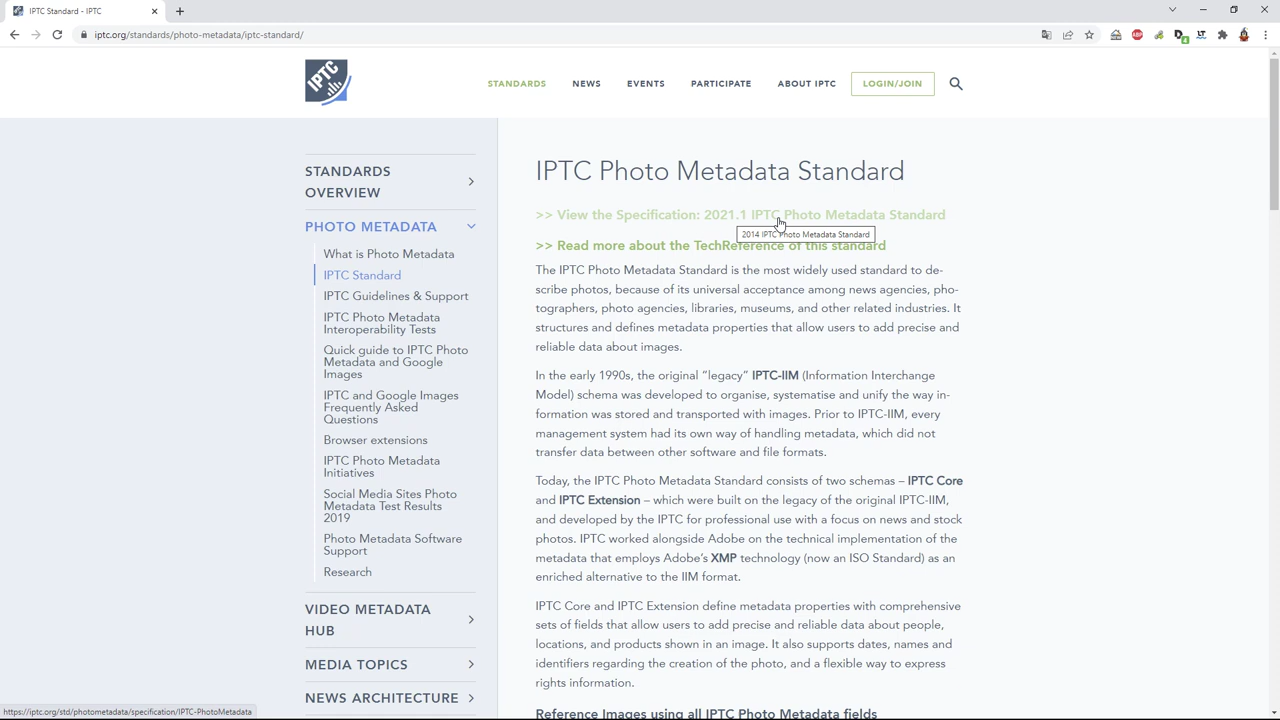 IPTC Standard - IPTC
iptc.org/standards/photo-metadata/iptc-standard/
IPTC
STANDARDS
NEWS
EVENTS
PARTICIPATE
ABOUT IPTC
LOGIN/JOIN
STANDARDS
OVERVIEW
PHOTO METADATA
What is Photo Metadata
IPTC Standard
IPTC Guidelines & Support
IPTC Photo Metadata
Interoperability Tests
Quick guide to IPTC Photo
Metadata and Google
Images
IPTC and Google Images
Frequently Asked
Questions
Browser extensions
IPTC Photo Metadata
Initiatives
Social Media Sites Photo
Metadata Test Results
2019
Photo Metadata Software
Support
Research
VIDEO METADATA
HUB
MEDIA TOPICS
NEWS ARCHITECTURE
IPTC Photo Metadata Standard
>> View the Specification: 2021.1 IPTC Photo Metadata Standard
2014 IPTC Photo Metadata Standard
>> Read more about the TechReference of this standard
The IPTC Photo Metadata Standard is the most widely used standard to de-
scribe photos, because of its universal acceptance among news agencies, pho-
tographers, photo agencies, libraries, museums, and other related industries. It
structures and defines metadata properties that allow users to add precise and
reliable data about images.
In the early 1990s, the original “legacy” IPTC-IIM (Information Interchange
Model) schema was developed to organise, systematise and unify the way in-
formation was stored and transported with images. Prior to IPTC-IIM, every
management system had its own way of handling metadata, which did not
transfer data between other software and file formats.
Today, the IPTC Photo Metadata Standard consists of two schemas – IPTC Core
and IPTC Extension – which were built on the legacy of the original IPTC-IIM,
and developed by the IPTC for professional use with a focus on news and stock
photos. IPTC worked alongside Adobe on the technical implementation of the
metadata that employs Adobe’s XMP technology (now an ISO Standard) as an
enriched alternative to the IIM format.
IPTC Core and IPTC Extension define metadata properties with comprehensive
sets of fields that allow users to add precise and reliable data about people,
locations, and products shown in an image. It also supports dates, names and
identifiers regarding the creation of the photo, and a flexible way to express
rights information.
Reference Images using all IPTC Photo Metadata fields
https://iptc.org/std/photometadata/specification/IPTC-PhotoMetadata